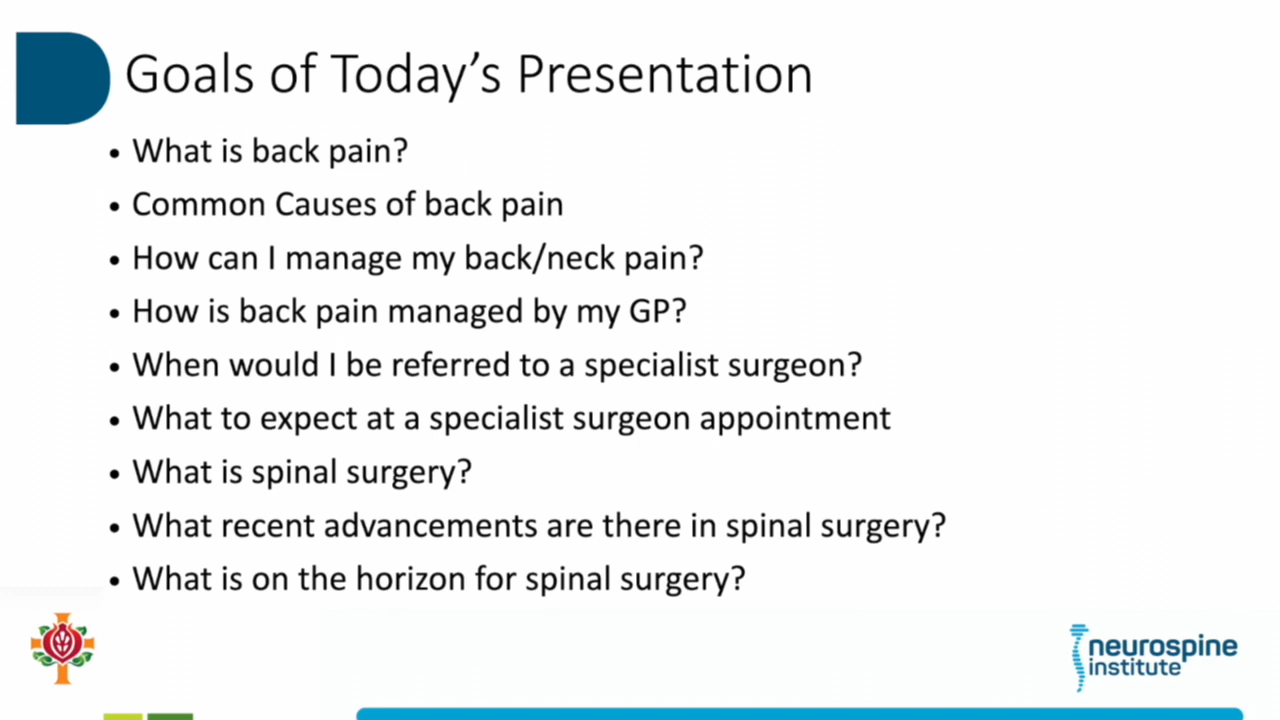 Goals of Today's Presentation
• What is back pain?
• Common Causes of back pain
• How can I manage my back/neck pain?
• How is back pain managed by my GP?
• When would I be referred to a specialist surgeon?
• What to expect at a specialist surgeon appointment
• What is spinal surgery?
• What recent advancements are there in spinal surgery?
• What is on the horizon for spinal surgery?
neurospine
institute